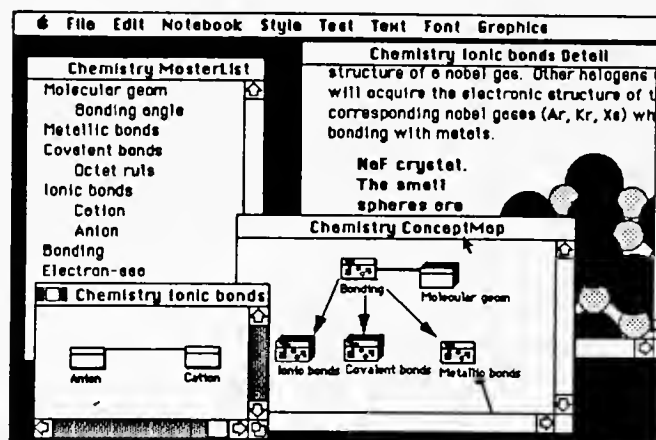 File Edit Notebook Style Test Text Font Graphics
Chemistry MasterList
Molecular geom
Bonding angle
Metallic bonds
Covalent bonds
Octet rule
Ionic bonds
Cation
Anion
Bonding
Electron-sea
Chemistry Ionic bonds Detail
structure of a nobel gas. Other halogens
will acquire the electronic structure of t
corresponding nobel gases (Ar, Kr, Xe) wh
bonding with metals.
NaF crystal.
The small
spheres are
Chemistry ConceptMap
Bonding
Molecular geom
Ionic bonds
Covalent bonds
Metallic bonds
Chemistry Ionic bonds
Anion
Cation